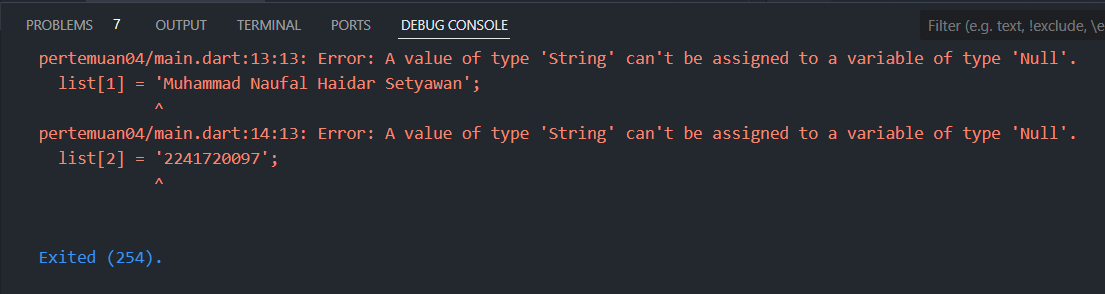 PROBLEMS 7 OUTPUT TERMINAL PORTS DEBUG CONSOLE Filter (e.g. text, !exclude, \e
pertemuan04/main.dart:13:13: Error: A value of type 'String' can't be assigned to a variable of type 'Null'.
list[1] = 'Muhammad Naufal Haidar Setyawan';
^
pertemuan04/main.dart:14:13: Error: A value of type 'String' can't be assigned to a variable of type 'Null'.
list[2] = '2241720097';
^
Exited (254).